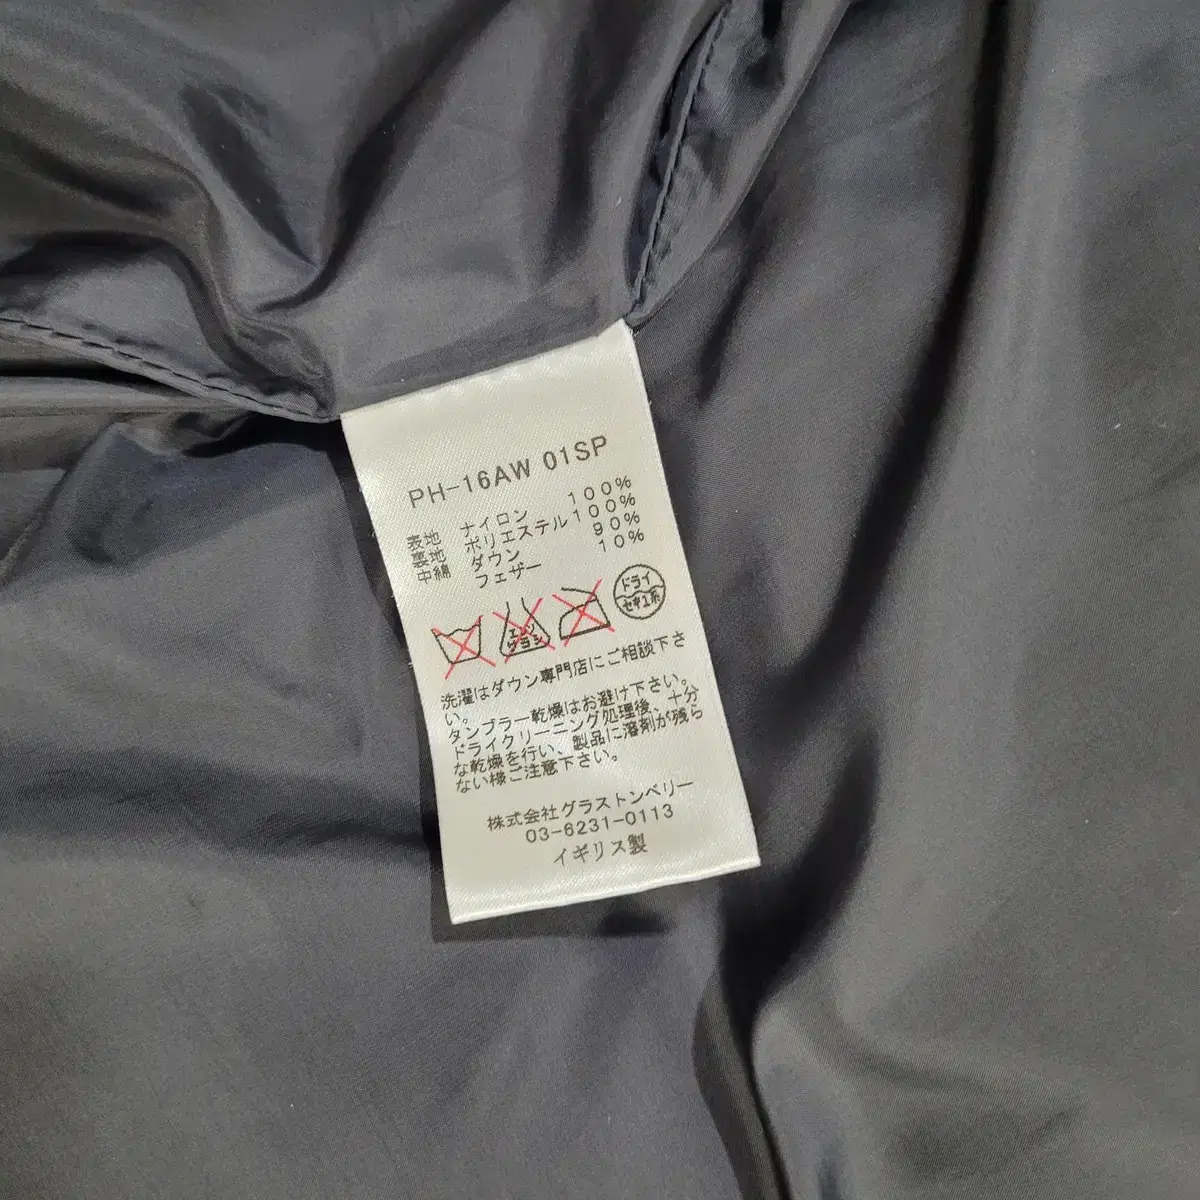 PH-16AW 01SP
表地 ナイロン 100%
裏地 ポリエステル 100%
中綿 ダウン 90%
フェザー 10%
エンソ
サラシ
ドライ
セキユ系
洗濯はダウン専門店にご相談下さ
い。
タンブラー乾燥はお避け下さい。
ドライクリーニング処理後、十分
な乾燥を行い、製品に溶剤が残ら
ない様ご注意下さい。
株式会社グラストンベリー
03-6231-0113
イギリス製